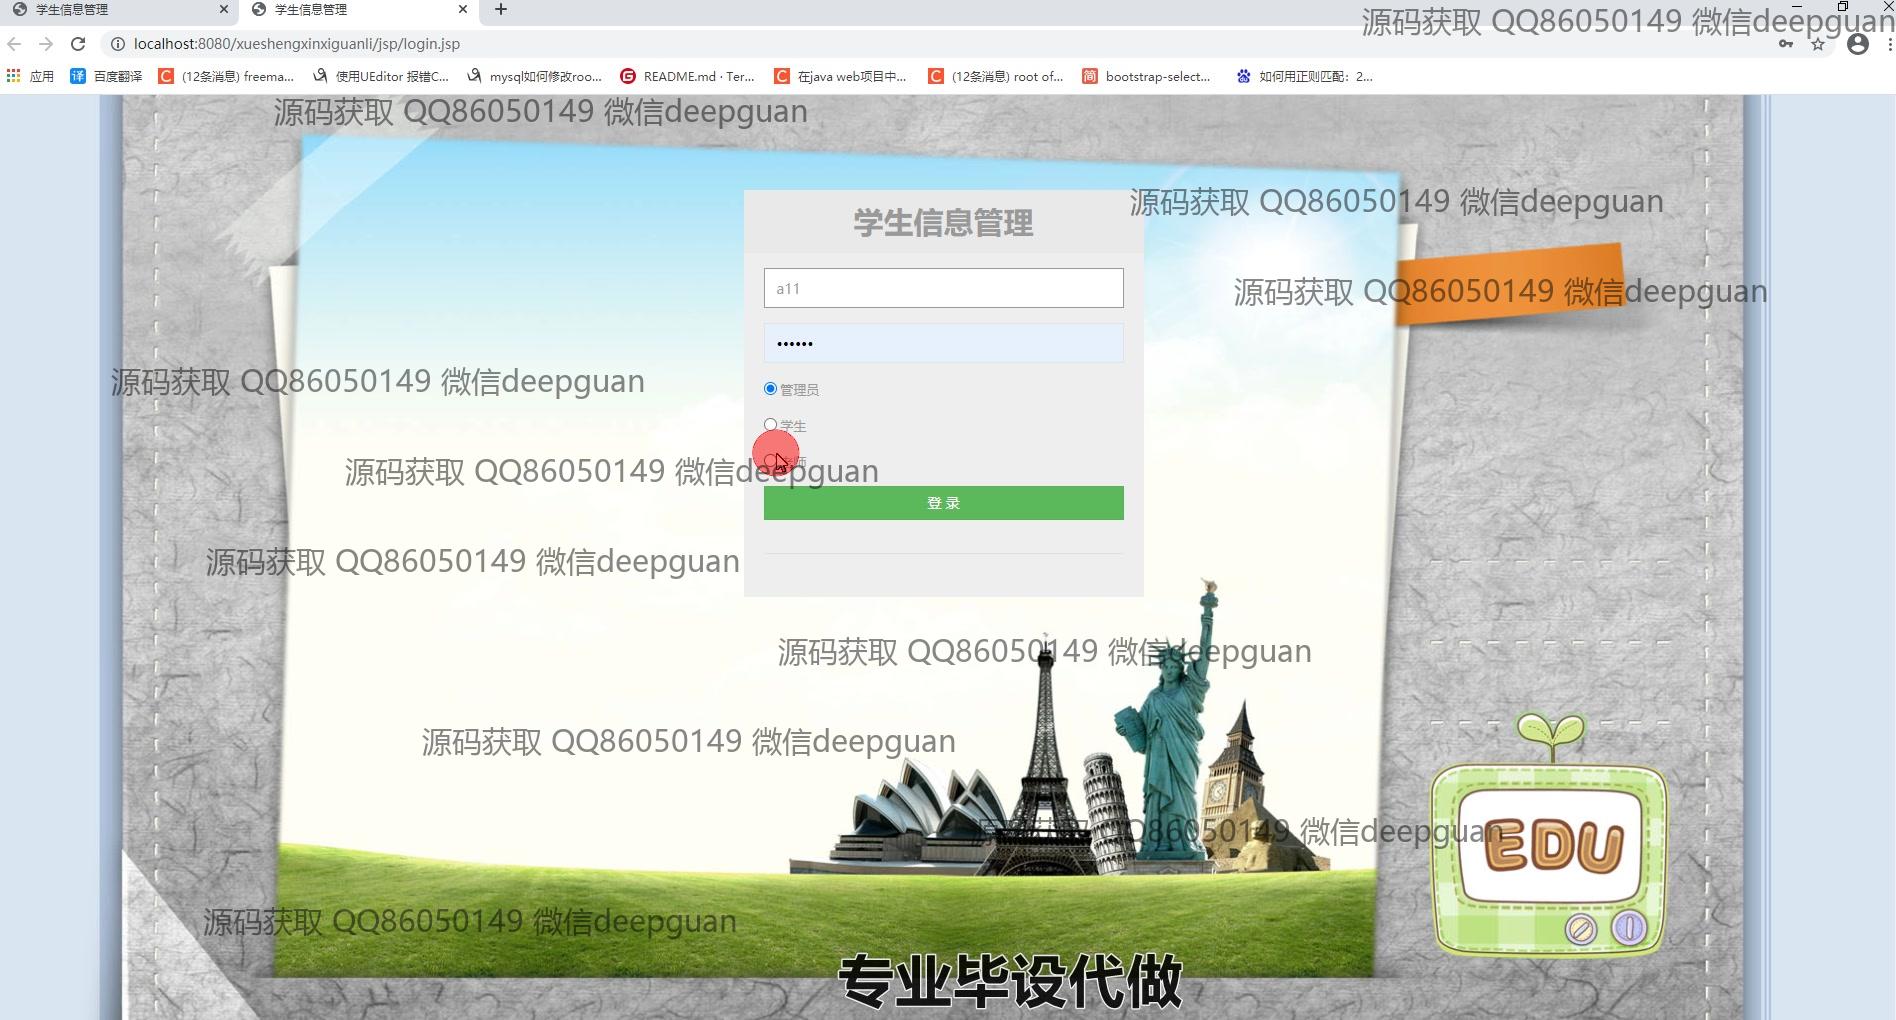 学生信息管理
学生信息管理
源码获取 QQ86050149 微信deepguan
localhost:8080/xueshengxinxiguanli/jsp/login.jsp
应用
百度翻译
(12条消息) freema...
使用UEditor 报错C...
mysql如何修改roo...
README.md · Ter...
在java web项目中...
(12条消息) root of...
bootstrap-select...
如何用正则匹配：2...
源码获取 QQ86050149 微信deepguan
源码获取 QQ86050149 微信deepguan
学生信息管理
a11
源码获取 QQ86050149 微信deepguan
源码获取 QQ86050149 微信deepguan
管理员
学生
源码获取 QQ86050149 微信deepguan
登 录
源码获取 QQ86050149 微信deepguan
源码获取 QQ86050149 微信deepguan
源码获取 QQ86050149 微信deepguan
源码获取 QQ86050149 微信deepguan
EDU
源码获取 QQ86050149 微信deepguan
专业毕设代做